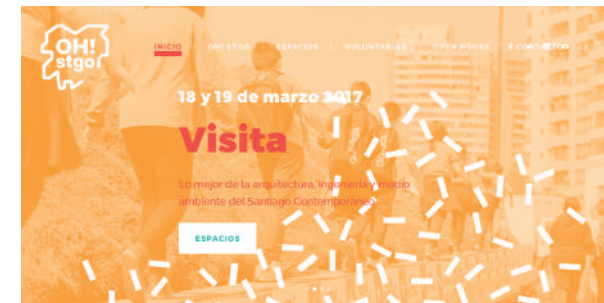 OH!
stgo
INICIO OH! STGO ESPACIOS VOLUNTARIOS OPEN HOUSE
18 y 19 de marzo 2017
Visita
Lo mejor de la arquitectura, ingeniería y medio
ambiente del Santiago Contemporáneo
ESPACIOS